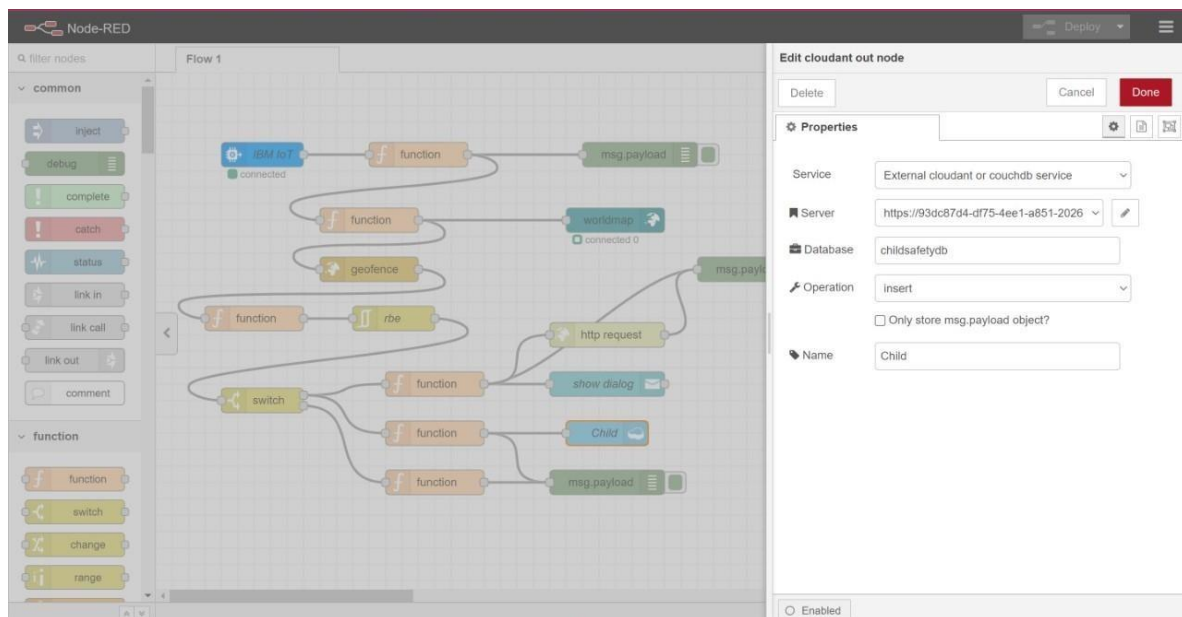 Node-RED
Deploy
filter nodes
Flow 1
common
inject
debug
complete
catch
status
link in
link call
link out
comment
function
function
switch
change
range
IBM IoT
connected
function
msg.payload
function
worldmap
connected 0
geofence
msg.paylo
function
rbe
http request
switch
function
show dialog
function
Child
function
msg.payload
Edit cloudant out node
Delete
Cancel
Done
Properties
Service
External cloudant or couchdb service
Server
https://93dc87d4-df75-4ee1-a851-2026
Database
childsafetydb
Operation
insert
Only store msg.payload object?
Name
Child
Enabled